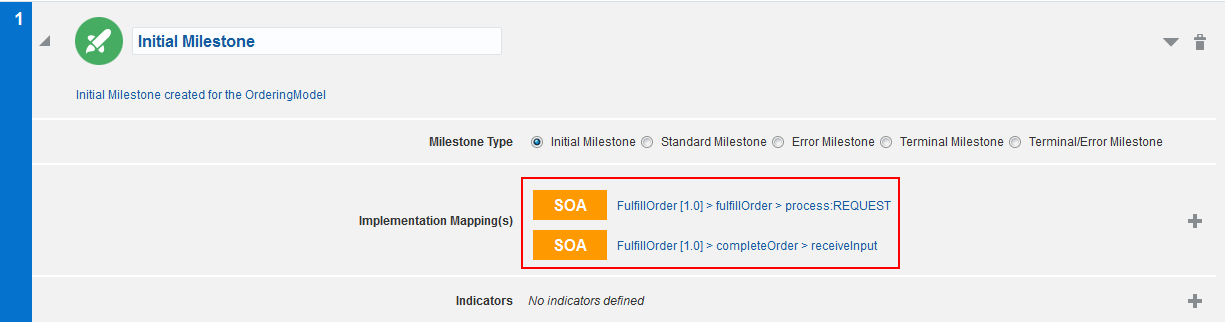 1
Initial Milestone
Initial Milestone created for the OrderingModel
Milestone Type Initial Milestone Standard Milestone Error Milestone Terminal Milestone Terminal/Error Milestone
SOA FulfillOrder [1.0] > fulfillOrder > process:REQUEST
Implementation Mapping(s)
SOA FulfillOrder [1.0] > completeOrder > receiveInput
Indicators No indicators defined